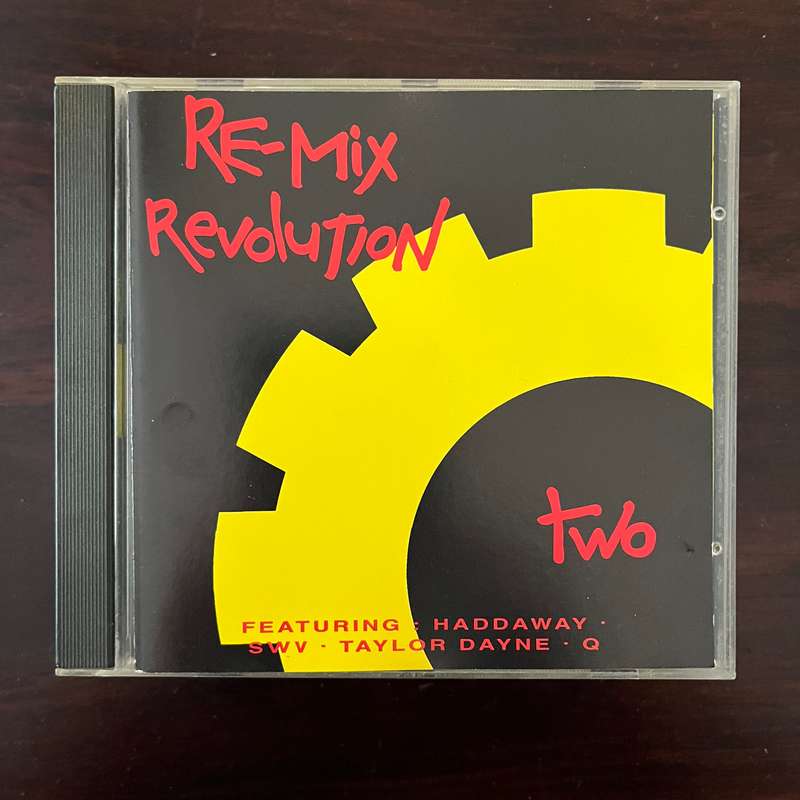 RE-MiX
RevoluTION
Two
FEATURING : HADDAWAY ·
SWV · TAYLOR DAYNE · Q